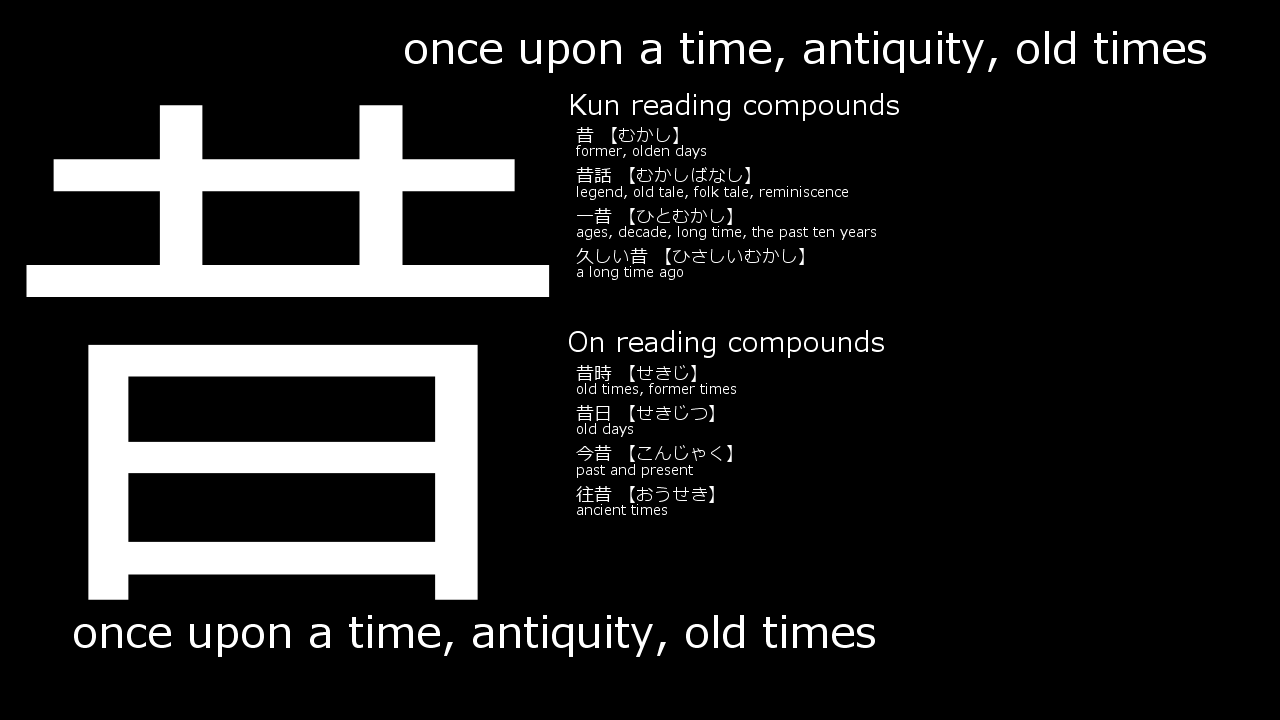 once upon a time, antiquity, old times
昔
Kun reading compounds
昔 【むかし】
former, olden days
昔話 【むかしばなし】
legend, old tale, folk tale, reminiscence
一昔 【ひとむかし】
ages, decade, long time, the past ten years
久しい昔 【ひさしいむかし】
a long time ago
On reading compounds
昔時 【せきじ】
old times, former times
昔日 【せきじつ】
old days
今昔 【こんじゃく】
past and present
往昔 【おうせき】
ancient times
once upon a time, antiquity, old times